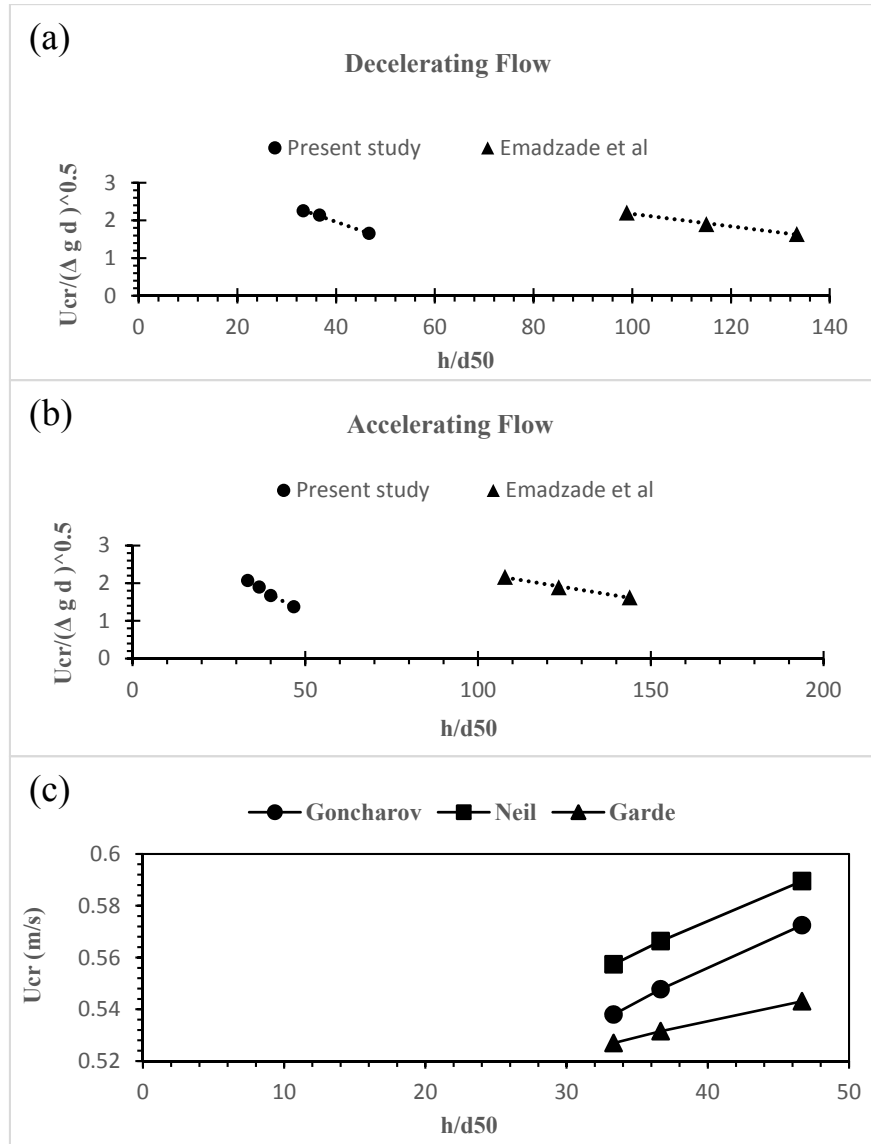 (a)
Decelerating Flow
Present study Emadzade et al
Ucr/(Δ g d )^0.5
3
2
1
0
0 20 40 60 80 100 120 140
h/d50
(b)
Accelerating Flow
Present study Emadzade et al
Ucr/(Δ g d )^0.5
3
2
1
0
0 50 100 150 200
h/d50
(c)
Goncharov Neil Garde
Ucr (m/s)
0.6
0.58
0.56
0.54
0.52
0 10 20 30 40 50
h/d50